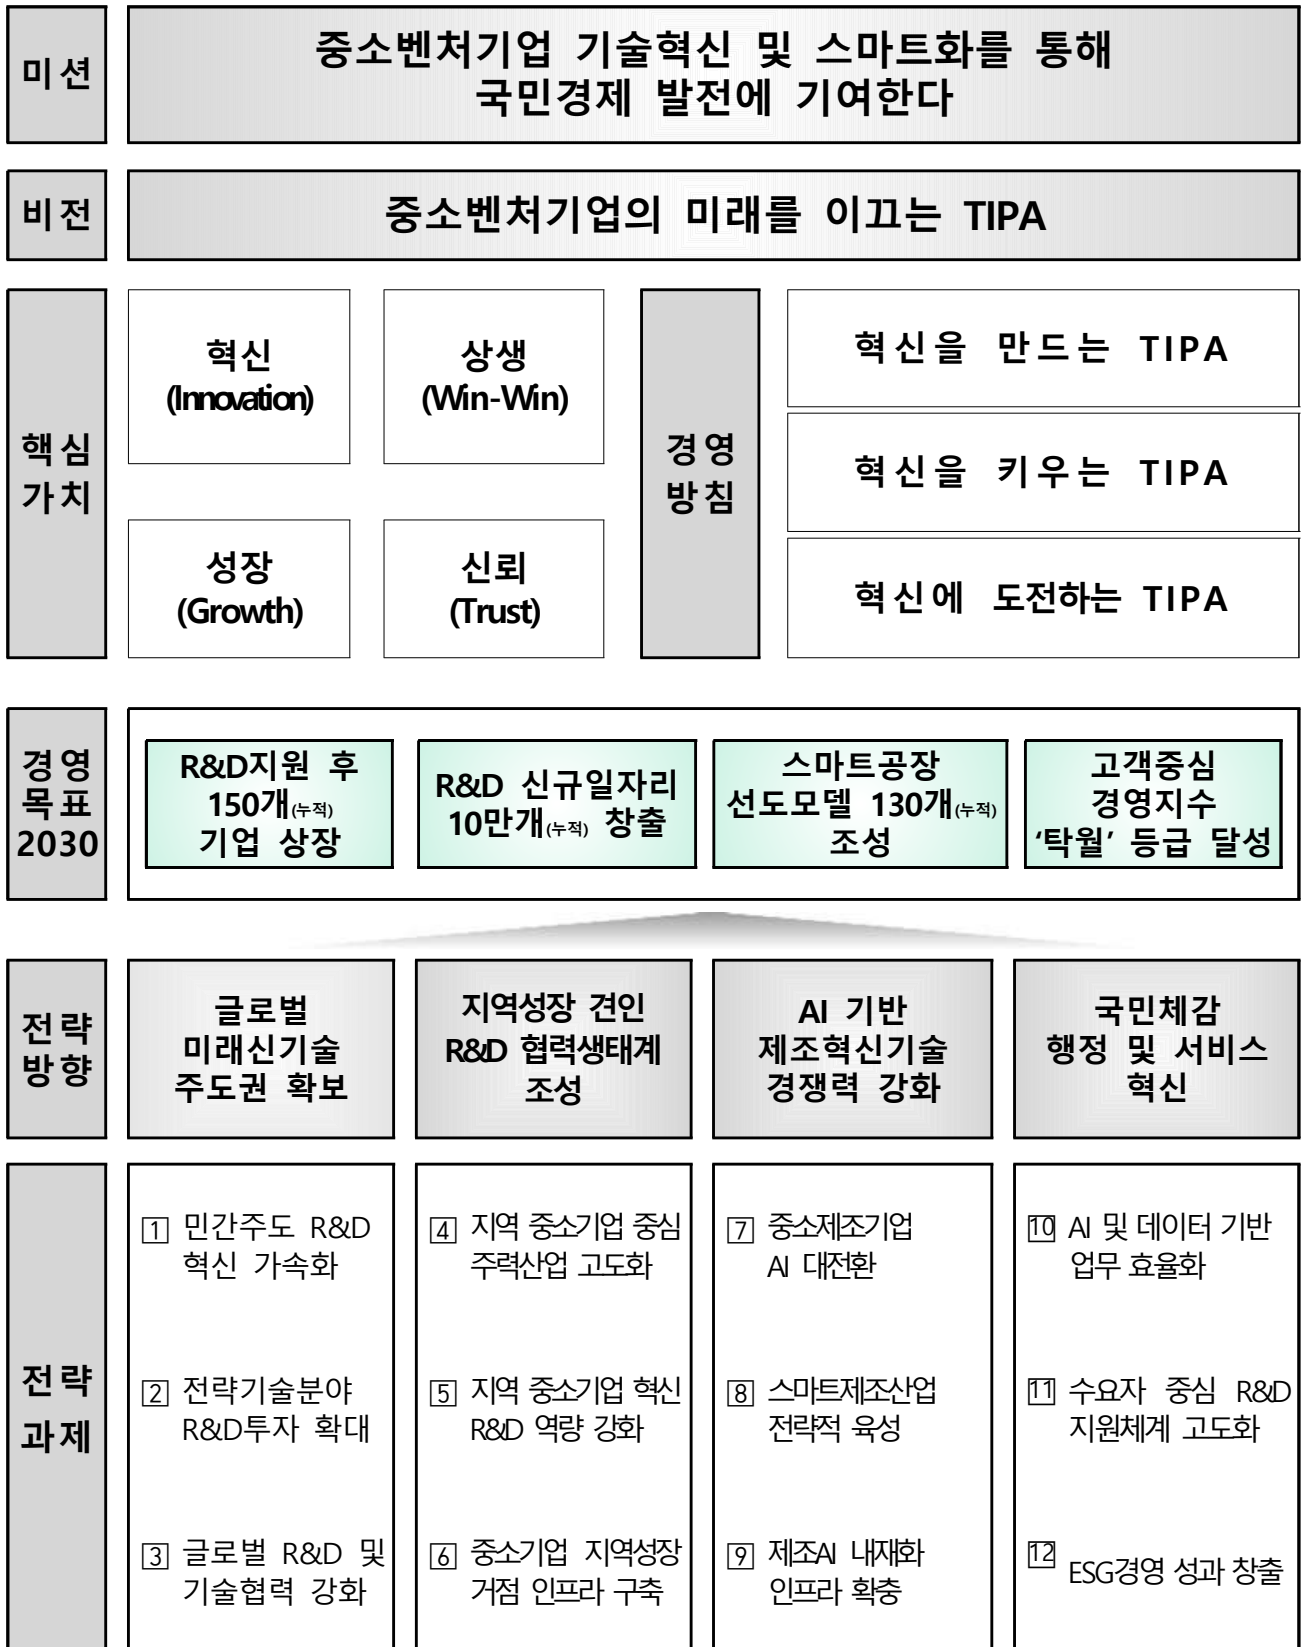 미션
중소벤처기업 기술혁신 및 스마트화를 통해
국민경제 발전에 기여한다
비전
중소벤처기업의 미래를 이끄는 TIPA
핵심
가치
혁신
(Innovation)
상생
(Win-Win)
성장
(Growth)
신뢰
(Trust)
경영
방침
혁신을 만드는 TIPA
혁신을 키우는 TIPA
혁신에 도전하는 TIPA
경영
목표
2030
R&D지원 후
150개(누적)
기업 상장
R&D 신규일자리
10만개(누적) 창출
스마트공장
선도모델 130개(누적)
조성
고객중심
경영지수
‘탁월’ 등급 달성
전략
방향
글로벌
미래신기술
주도권 확보
지역성장 견인
R&D 협력생태계
조성
AI 기반
제조혁신기술
경쟁력 강화
국민체감
행정 및 서비스
혁신
전략
과제
1 민간주도 R&D
혁신 가속화
2 전략기술분야
R&D투자 확대
3 글로벌 R&D 및
기술협력 강화
4 지역 중소기업 중심
주력산업 고도화
5 지역 중소기업 혁신
R&D 역량 강화
6 중소기업 지역성장
거점 인프라 구축
7 중소제조기업
AI 대전환
8 스마트제조산업
전략적 육성
9 제조AI 내재화
인프라 확충
10 AI 및 데이터 기반
업무 효율화
11 수요자 중심 R&D
지원체계 고도화
12 ESG경영 성과 창출